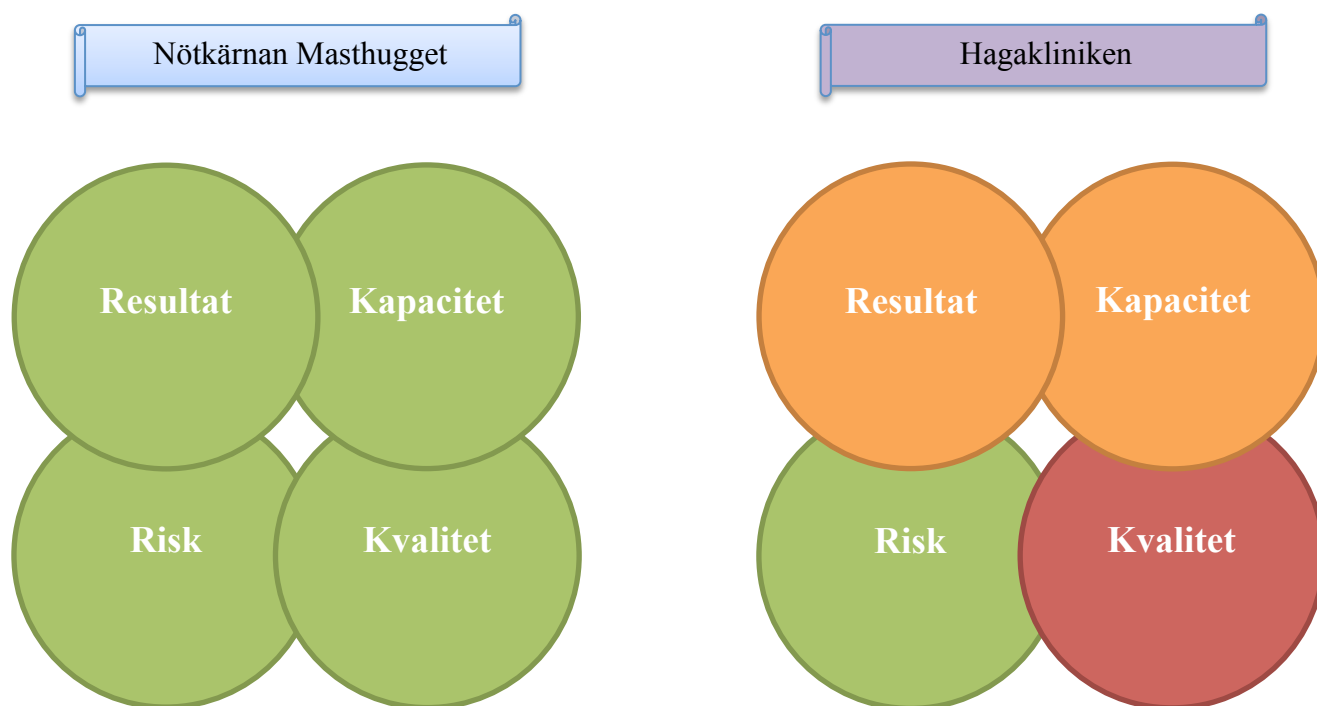 Nötkärnan Masthugget
Resultat
Kapacitet
Risk
Kvalitet
Hagakliniken
Resultat
Kapacitet
Risk
Kvalitet